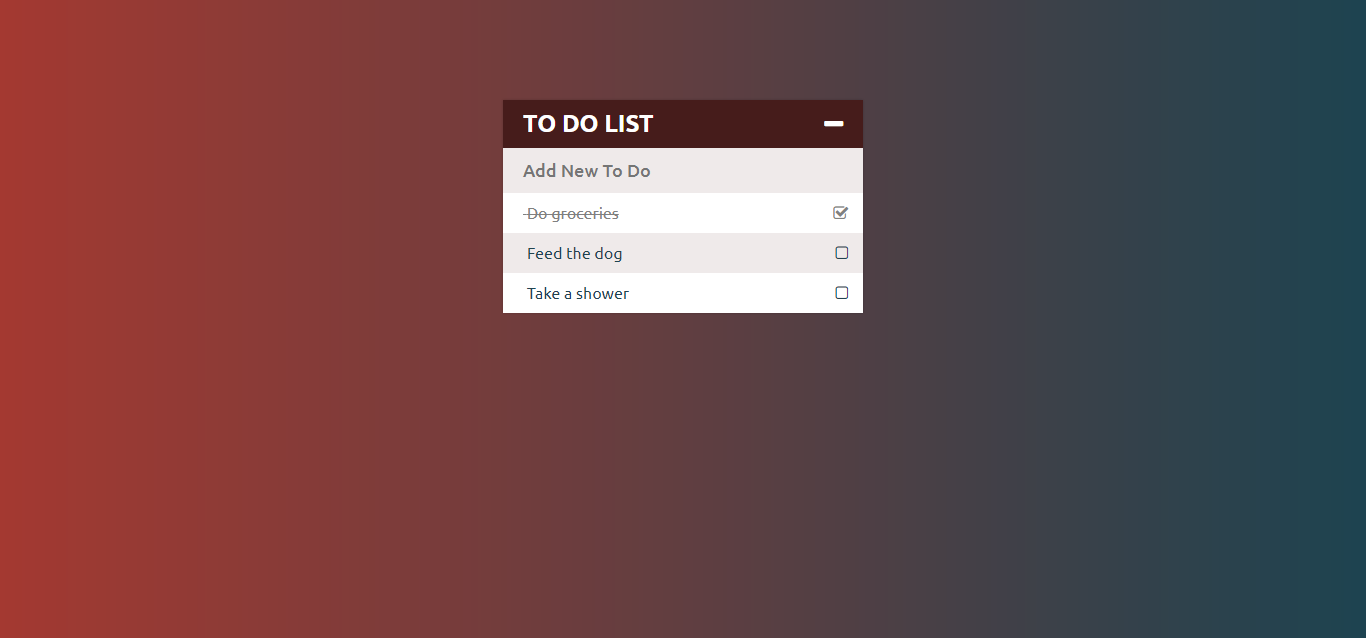 TO DO LIST
Add New To Do
Do groceries
Feed the dog
Take a shower